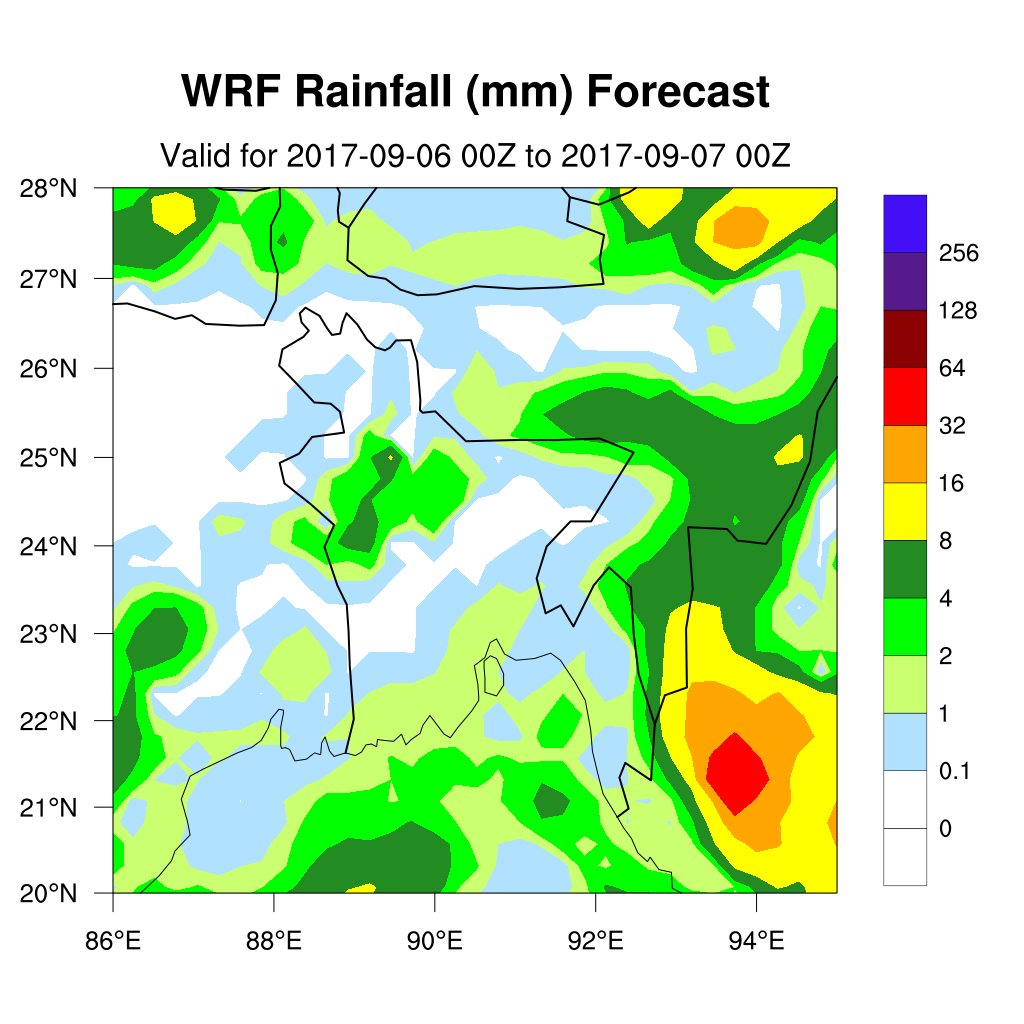 WRF Rainfall (mm) Forecast
Valid for 2017-09-06 00Z to 2017-09-07 00Z
28°N
27°N
26°N
25°N
24°N
23°N
22°N
21°N
20°N
86°E 88°E 90°E 92°E 94°E
256
128
64
32
16
8
4
2
1
0.1
0